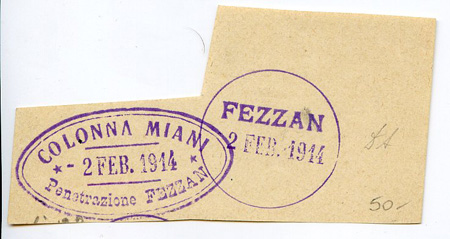 COLONNA MIANI
- 2 FEB. 1914
Penetrazione FEZZAN
FEZZAN
2 FEB. 1914
50.-